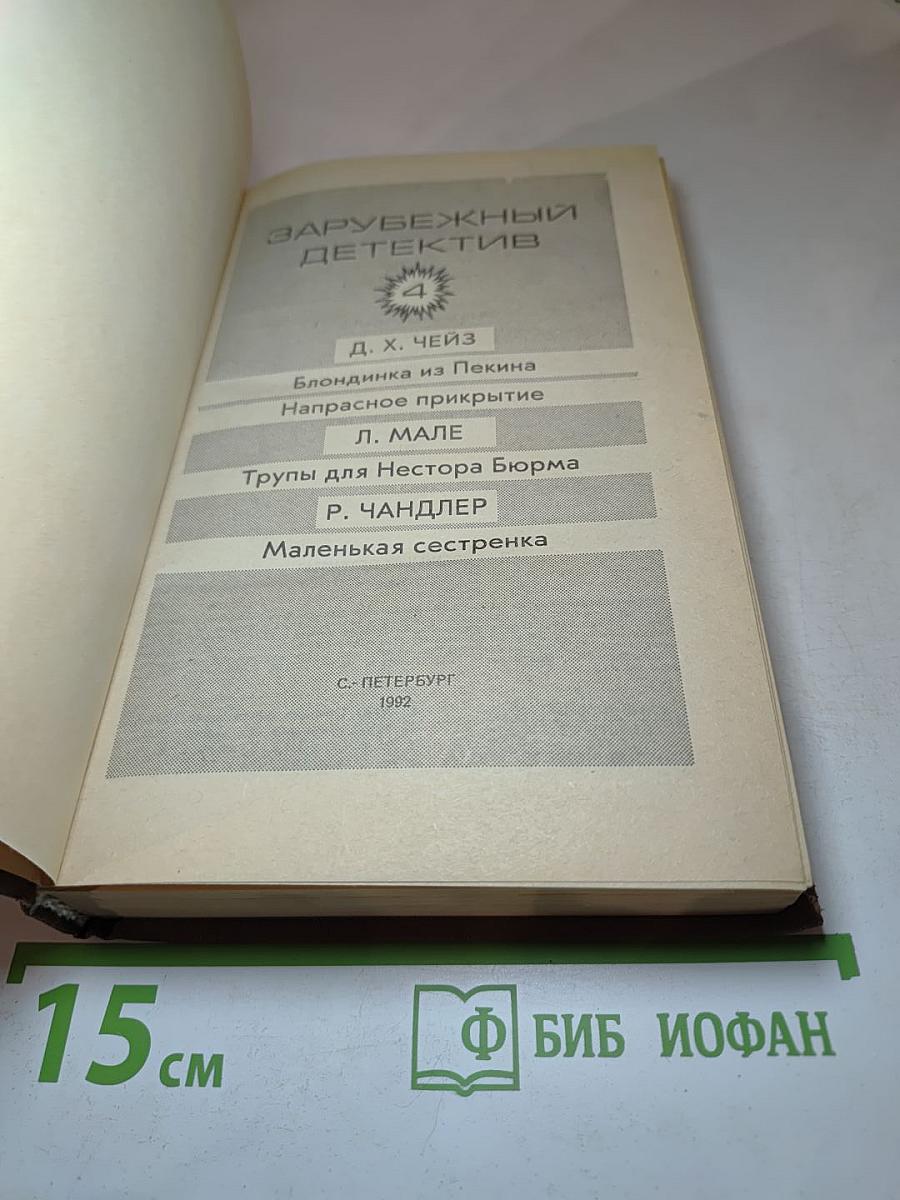 ЗАРУБЕЖНЫЙ
ДЕТЕКТИВ
4
Д. Х. ЧЕЙЗ
Блондинка из Пекина
Напрасное прикрытие
Л. МАЛЕ
Трупы для Нестора Бюрма
Р. ЧАНДЛЕР
Маленькая сестренка
С.- ПЕТЕРБУРГ
1992
15 см
Ф БИБ ИОФАН